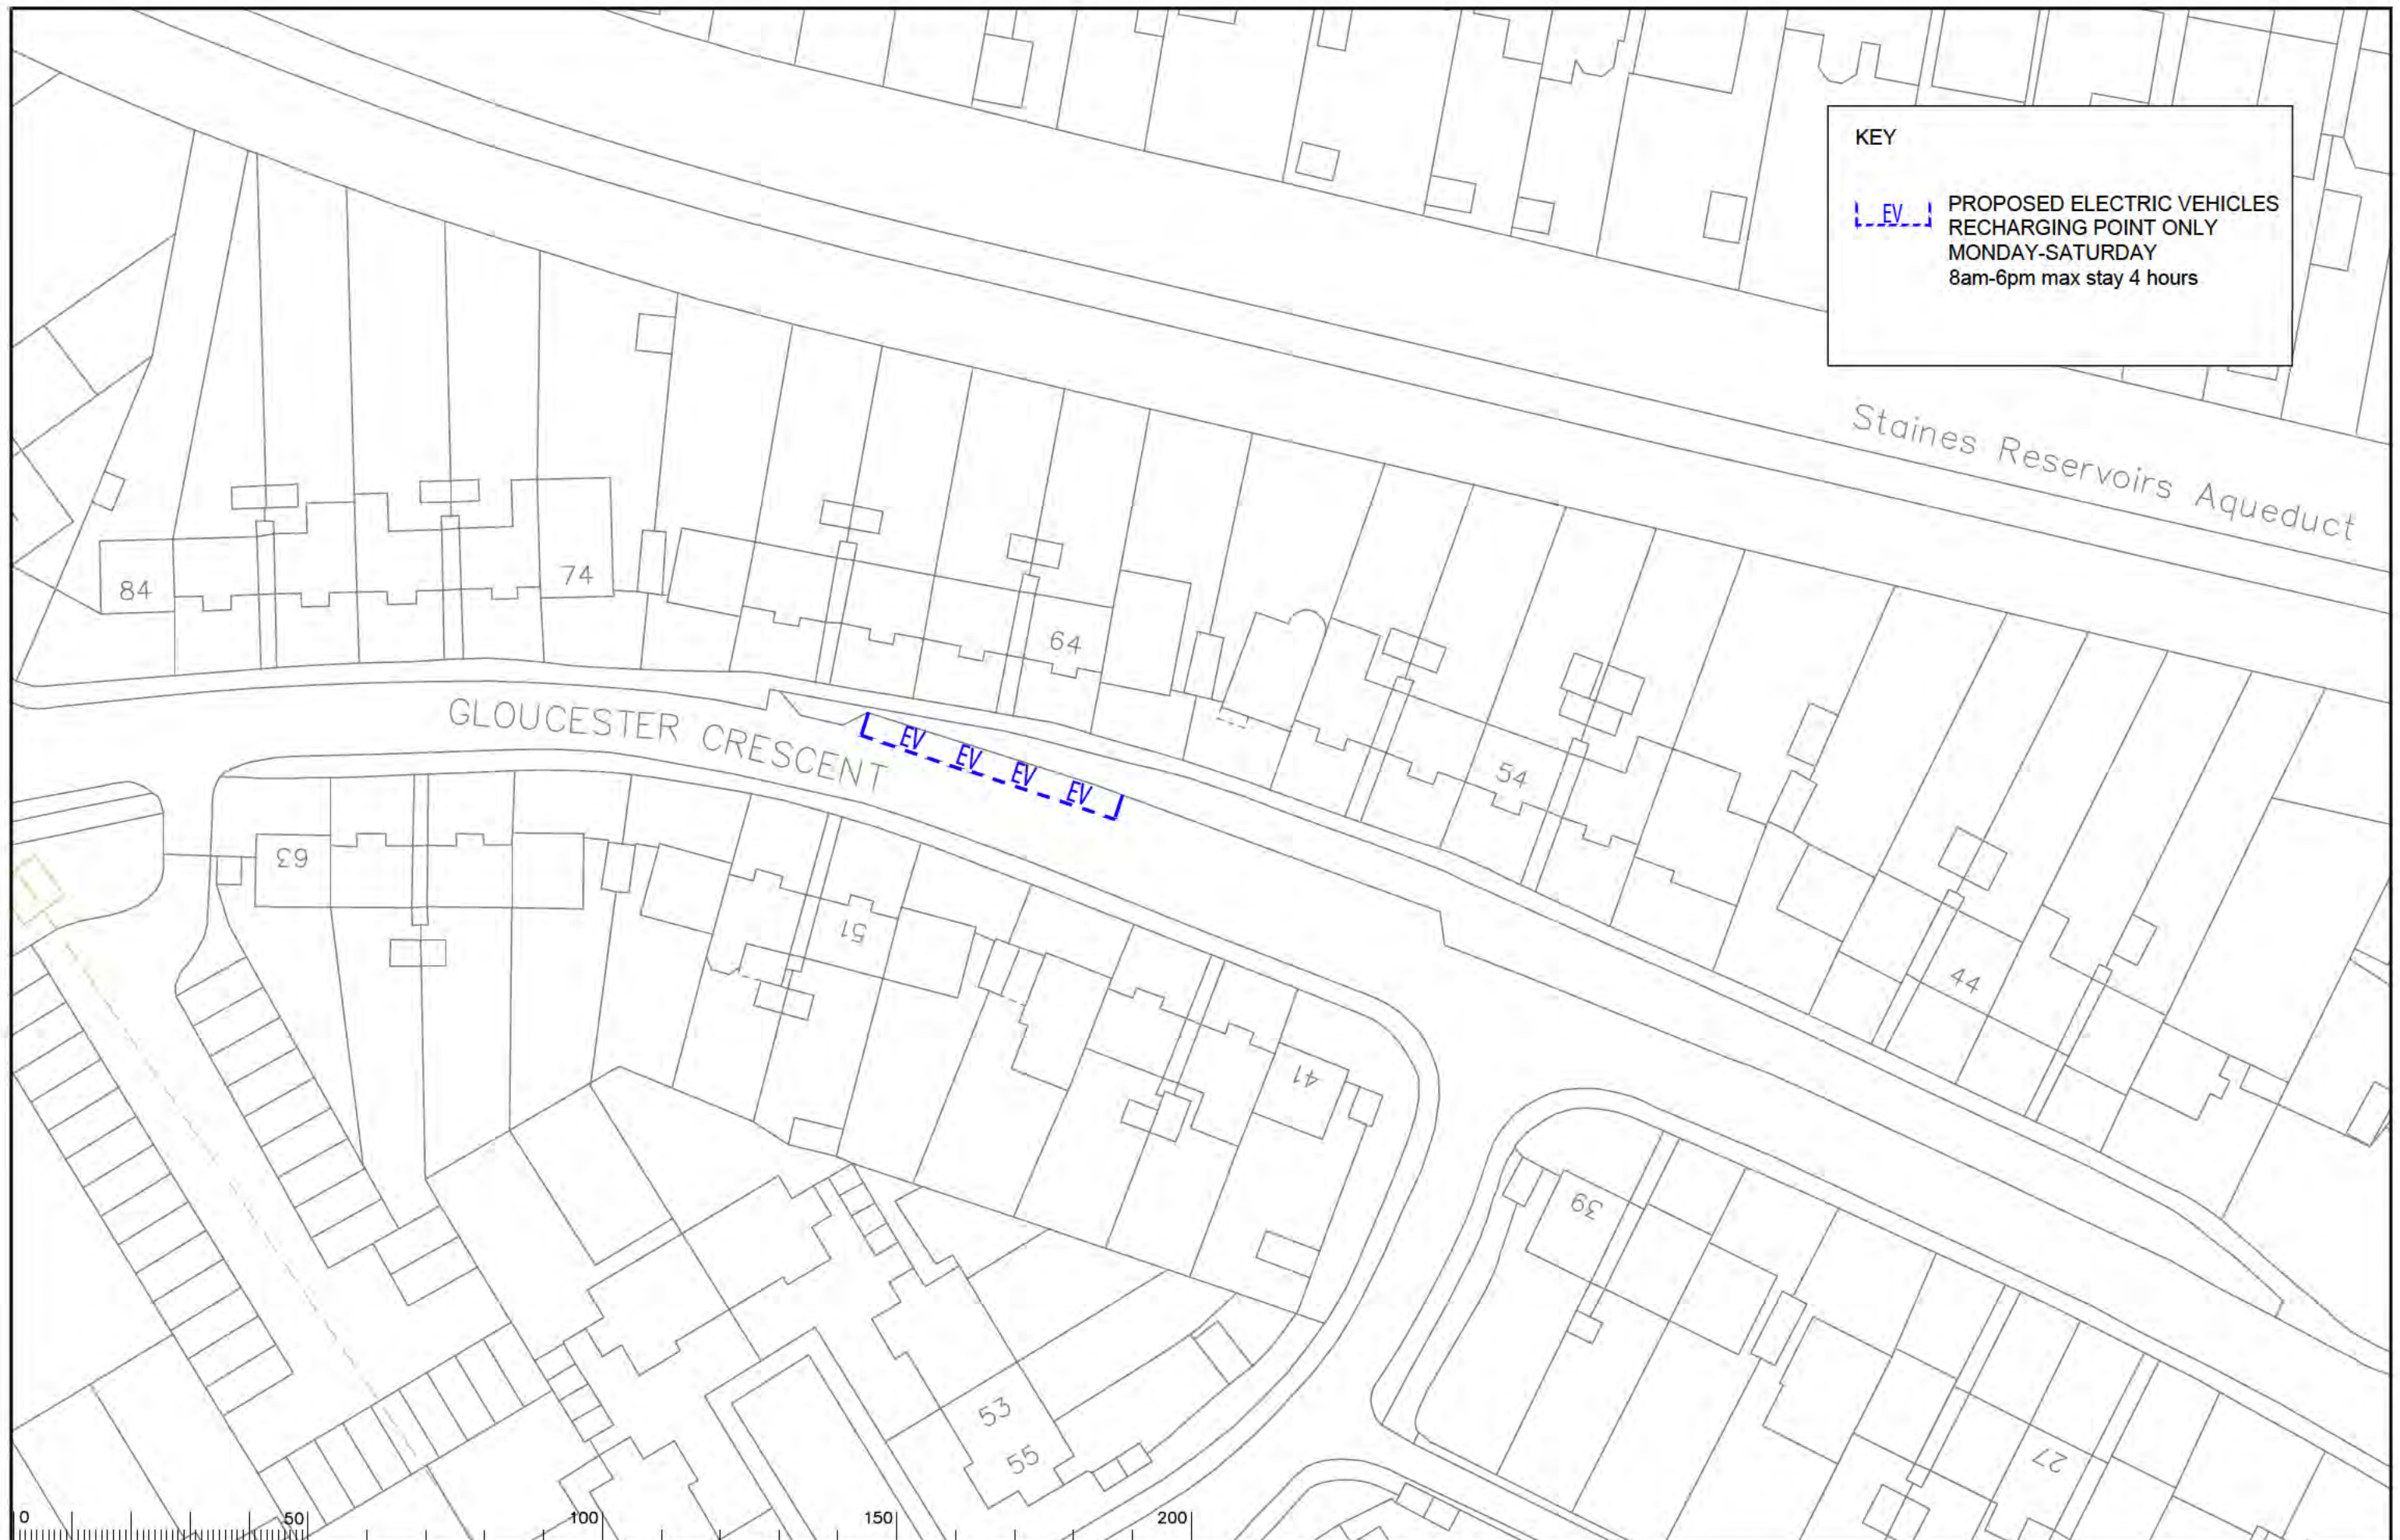 KEY
EV
PROPOSED ELECTRIC VEHICLES
RECHARGING POINT ONLY
MONDAY-SATURDAY
8am-6pm max stay 4 hours
Staines Reservoirs Aqueduct
84
74
64
GLOUCESTER CRESCENT
EV
EV
EV
EV
54
63
51
44
41
39
53
55
27
0
50
100
150
200